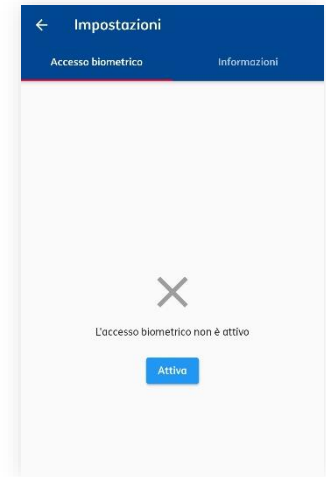 Impostazioni
Accesso biometrico
Informazioni
L'accesso biometrico non è attivo
Attiva